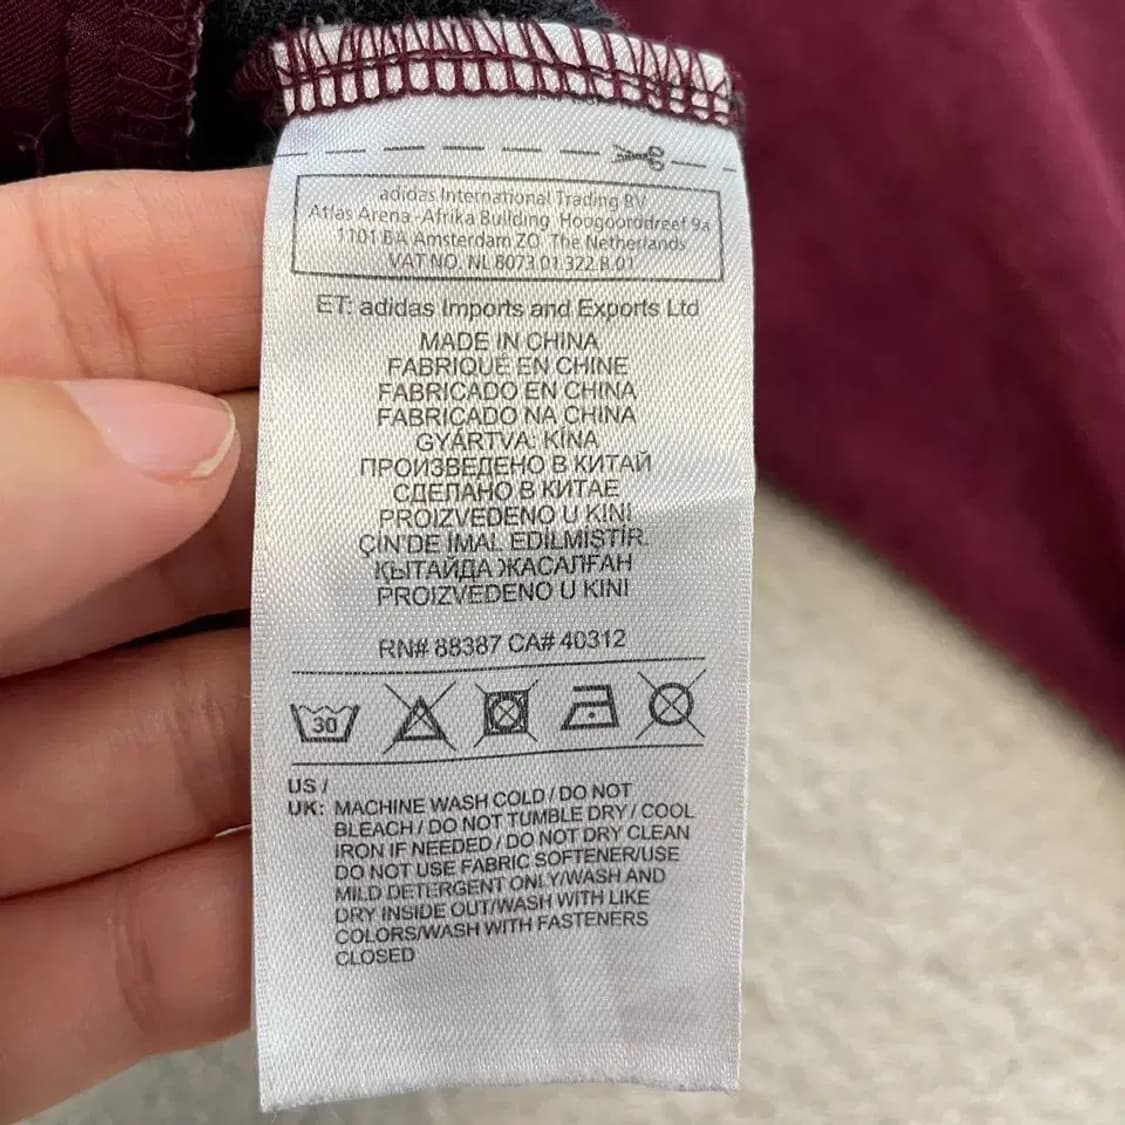 adidas International Trading BV
Atlas Arena-Afrika Building, Hoogoorddreef 9a
1101 BA Amsterdam ZO, The Netherlands
VAT NO. NL 8073.01.322.B.01
ET: adidas Imports and Exports Ltd
MADE IN CHINA
FABRIQUÉ EN CHINE
FABRICADO EN CHINA
FABRICADO NA CHINA
GYÁRTVA: KÍNA
ПРОИЗВЕДЕНО В КИТАЙ
СДЕЛАНО В КИТАЕ
PROIZVEDENO U KINI
ÇİN'DE İMAL EDİLMİŞTİR.
ҚЫТАЙДА ЖАСАЛҒАН
PROIZVEDENO U KINI
RN# 88387 CA# 40312
30
US /
UK: MACHINE WASH COLD / DO NOT
BLEACH / DO NOT TUMBLE DRY / COOL
IRON IF NEEDED / DO NOT DRY CLEAN
DO NOT USE FABRIC SOFTENER/USE
MILD DETERGENT ONLY/WASH AND
DRY INSIDE OUT/WASH WITH LIKE
COLORS/WASH WITH FASTENERS
CLOSED